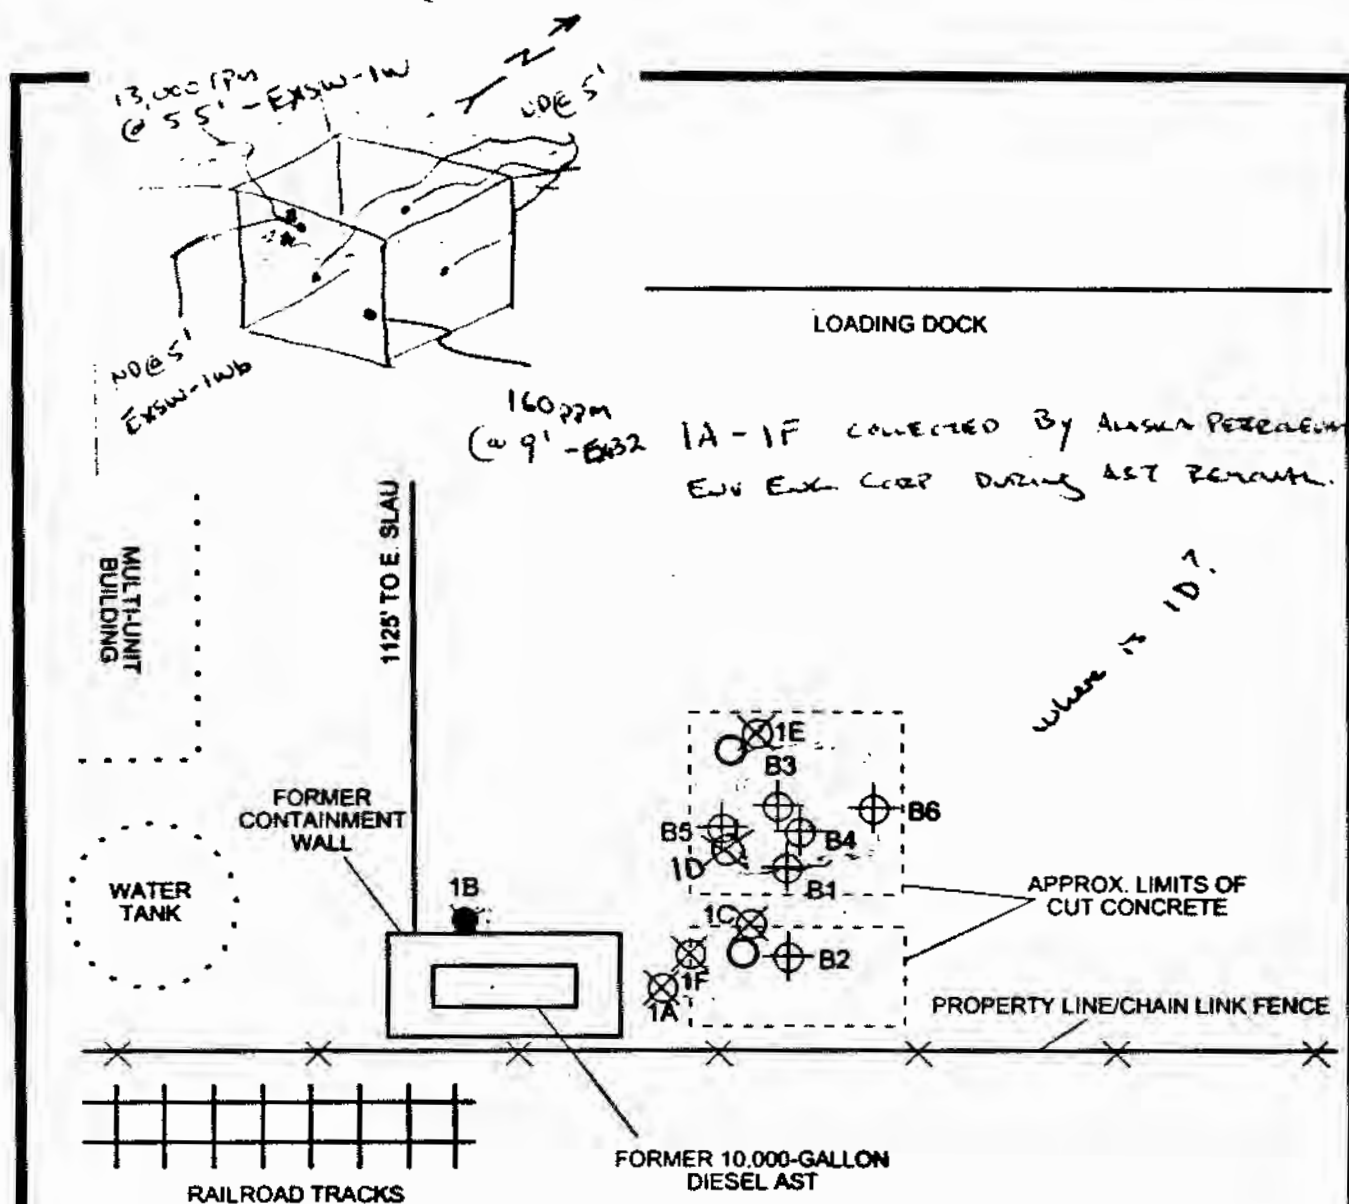 13,000 PPM
@ 5.5' - EXSW-1W
ND@ 5'
ND@5'
EXSW-1Wb
160 ppm
@ 9' - EXB2
LOADING DOCK
1A - 1F COLLECTED By ALASKA PETROLEUM
ENV ENG. CORP DURING AST REMOVAL.
where is 1D?
MULTI-UNIT
BUILDING
1125' TO E. SLAU
1E
B3
B6
B5
B4
1D
B1
FORMER
CONTAINMENT
WALL
WATER
TANK
1B
1C
APPROX. LIMITS OF
CUT CONCRETE
B2
1F
1A
PROPERTY LINE/CHAIN LINK FENCE
FORMER 10,000-GALLON
DIESEL AST
RAILROAD TRACKS